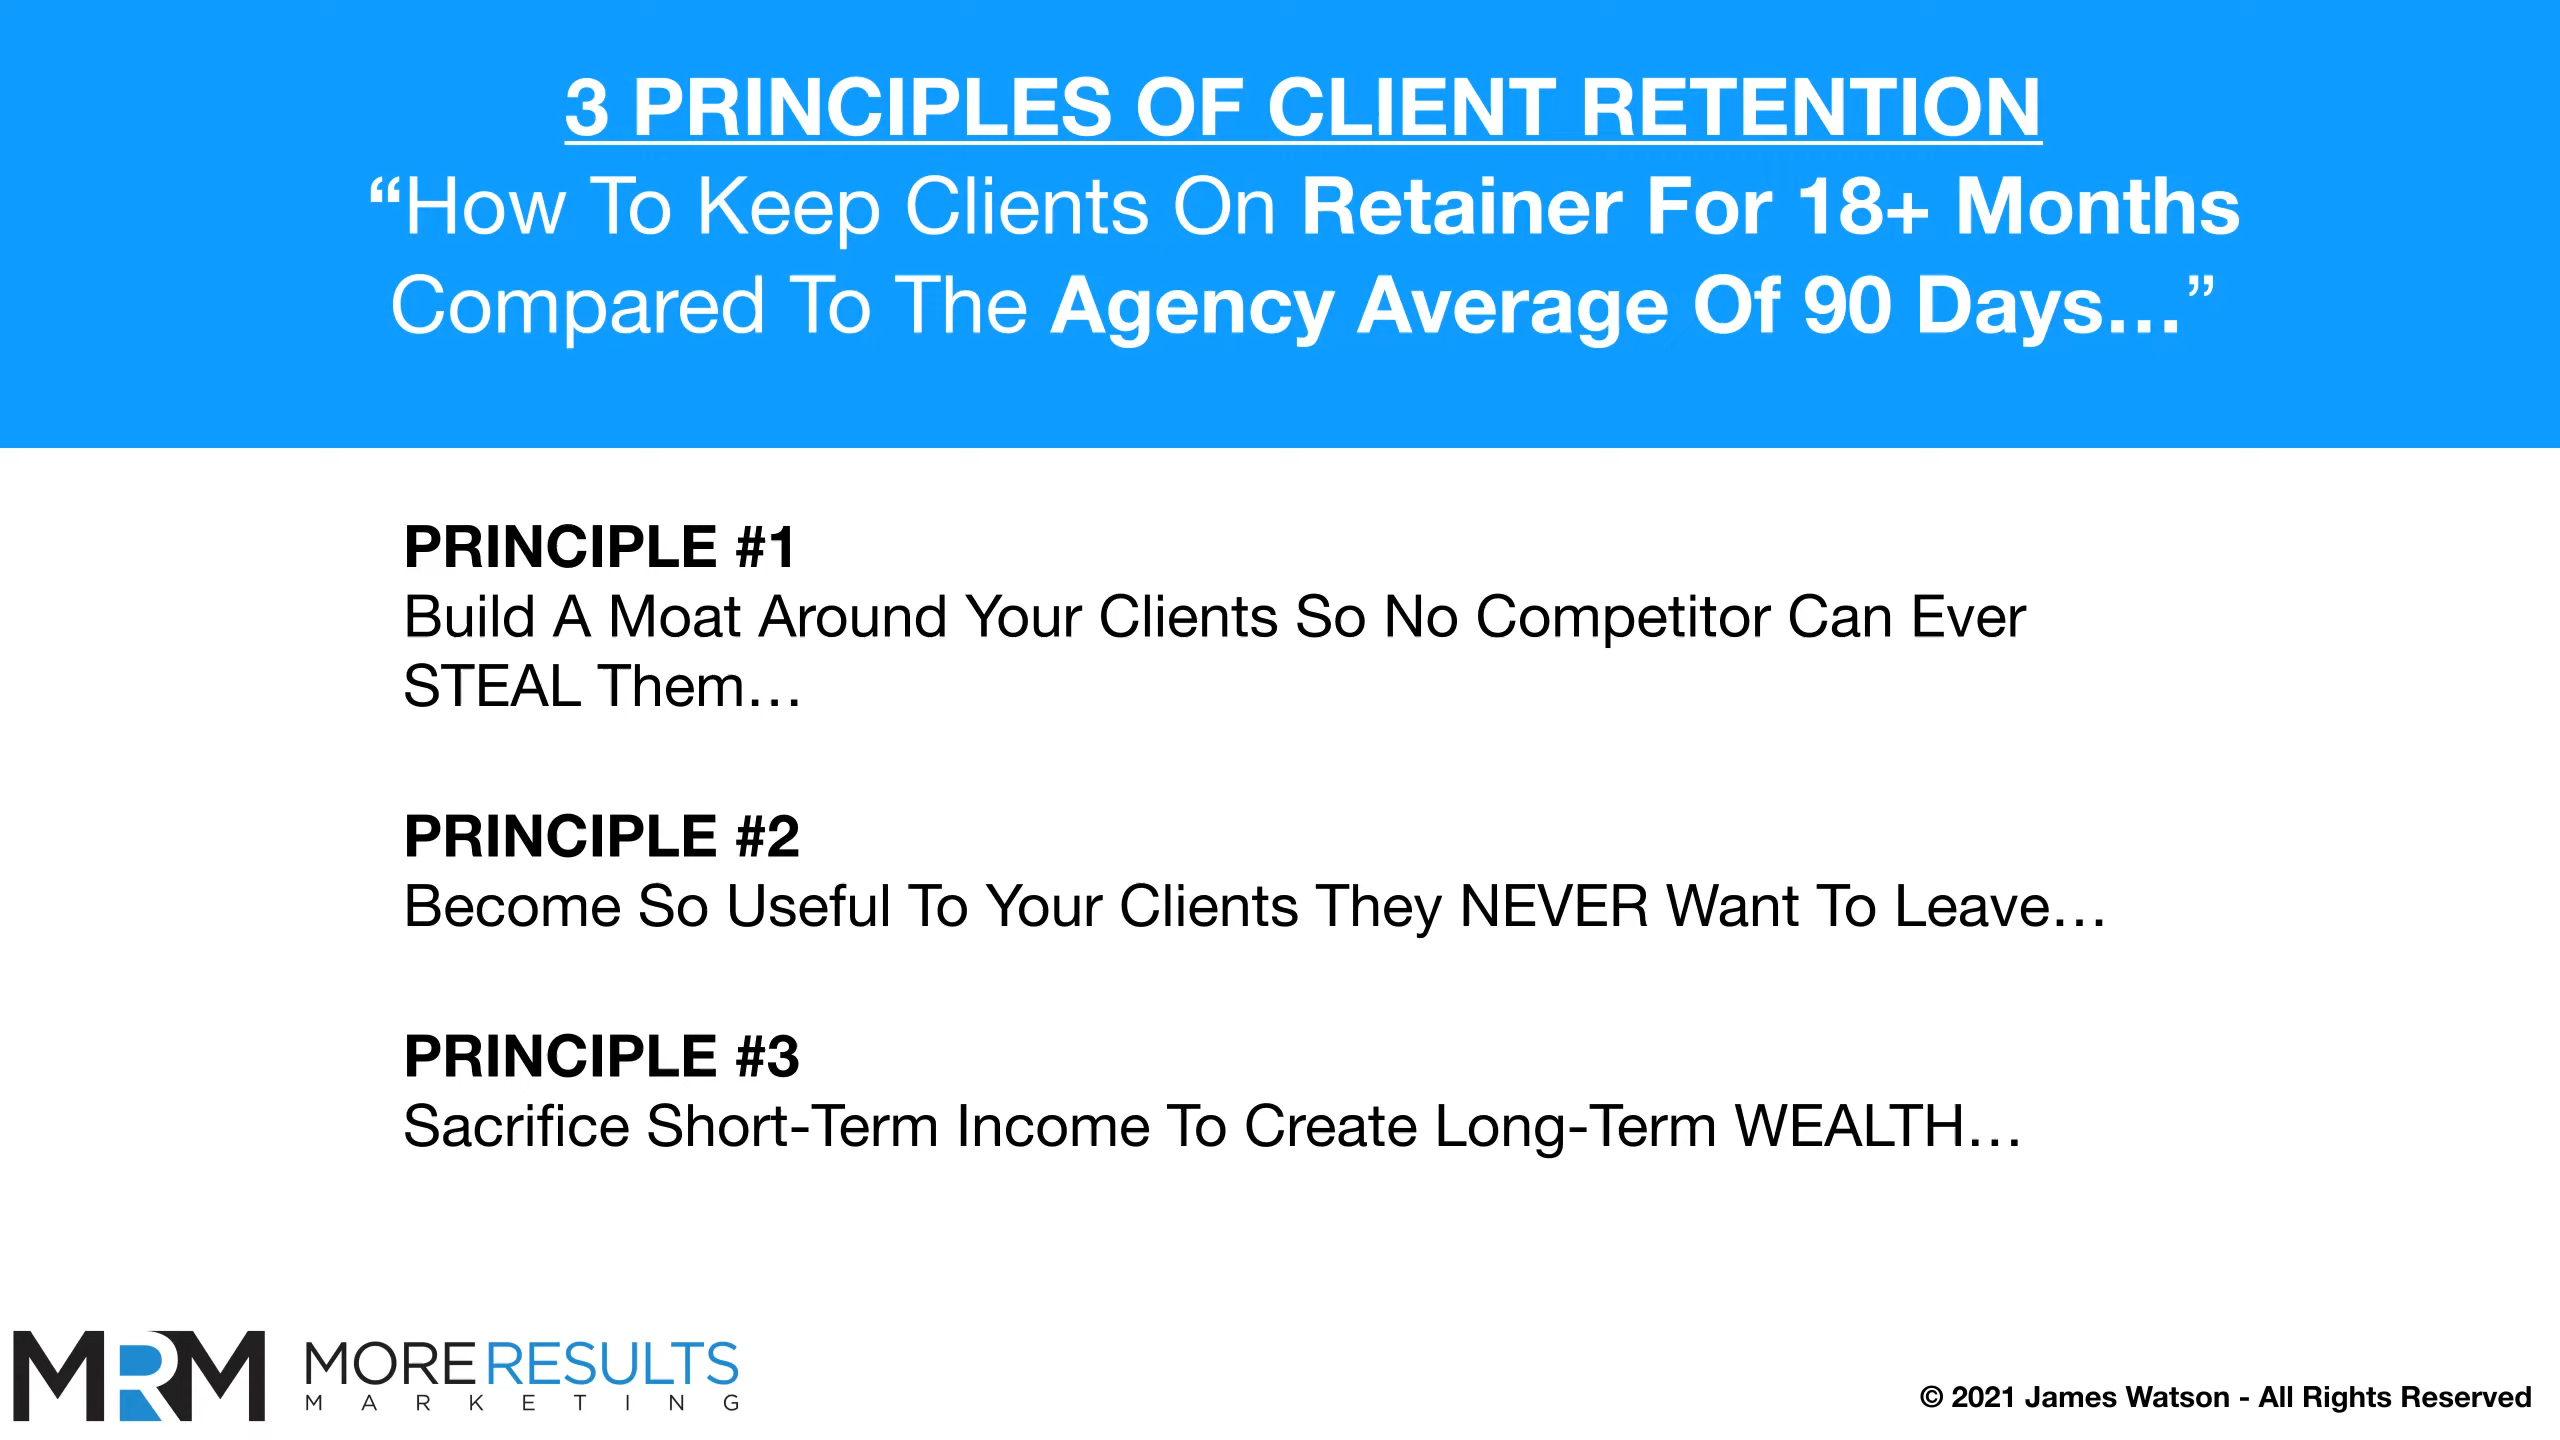 3 PRINCIPLES OF CLIENT RETENTION
“How To Keep Clients On Retainer For 18+ Months
Compared To The Agency Average Of 90 Days…”
PRINCIPLE #1
Build A Moat Around Your Clients So No Competitor Can Ever
STEAL Them…
PRINCIPLE #2
Become So Useful To Your Clients They NEVER Want To Leave…
PRINCIPLE #3
Sacrifice Short-Term Income To Create Long-Term WEALTH…
MRM
MORE RESULTS
MARKETING
© 2021 James Watson - All Rights Reserved